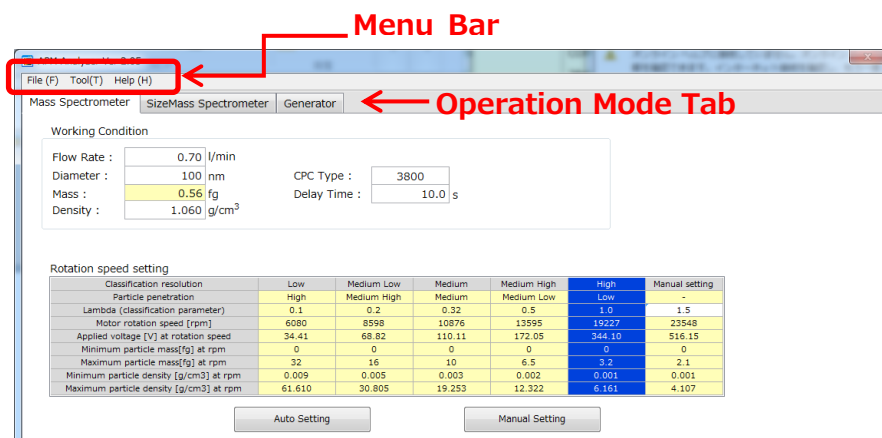 Menu Bar
APM Analyzer Ver 2.05
File (F) Tool(T) Help (H)
Mass Spectrometer SizeMass Spectrometer Generator
Operation Mode Tab
Working Condition
Flow Rate : 0.70 l/min
Diameter : 100 nm CPC Type : 3800
Mass : 0.56 fg Delay Time : 10.0 s
Density : 1.060 g/cm³
Rotation speed setting
Classification resolution Low Medium Low Medium Medium High High Manual setting
Particle penetration High Medium High Medium Medium Low Low -
Lambda (classification parameter) 0.1 0.2 0.32 0.5 1.0 1.5
Motor rotation speed [rpm] 6080 8598 10876 13595 19227 23548
Applied voltage [V] at rotation speed 34.41 68.82 110.11 172.05 344.10 516.15
Minimum particle mass[fg] at rpm 0 0 0 0 0 0
Maximum particle mass[fg] at rpm 32 16 10 6.5 3.2 2.1
Minimum particle density [g/cm3] at rpm 0.009 0.005 0.003 0.002 0.001 0.001
Maximum particle density [g/cm3] at rpm 61.610 30.805 19.253 12.322 6.161 4.107
Auto Setting Manual Setting